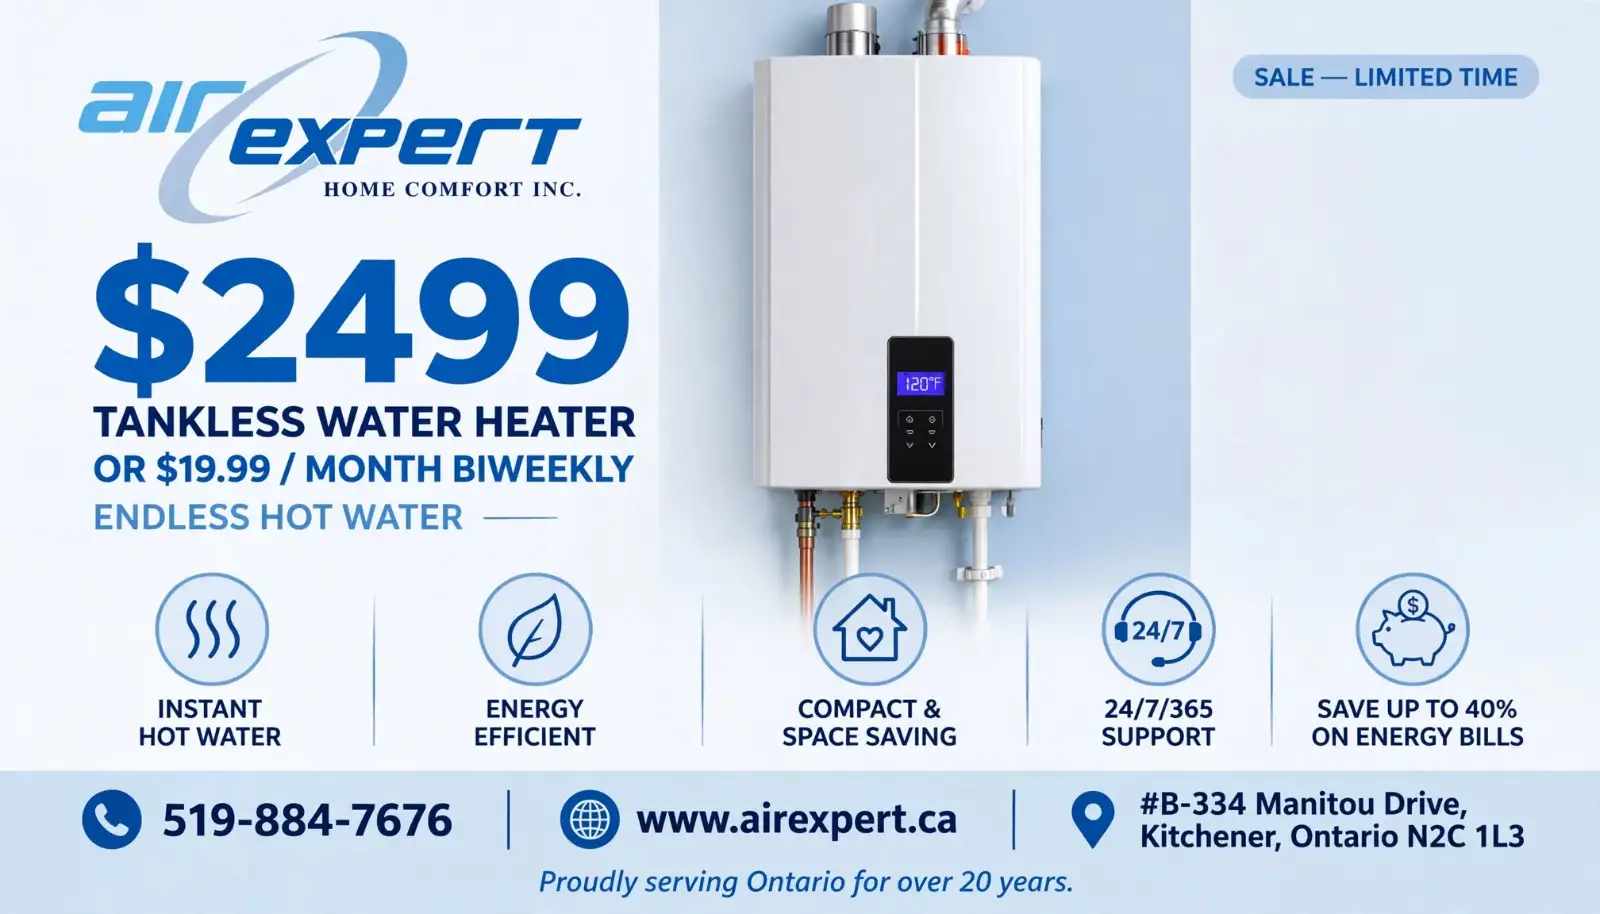 air expert
HOME COMFORT INC.
SALE — LIMITED TIME
$2499
TANKLESS WATER HEATER
OR $19.99 / MONTH BIWEEKLY
ENDLESS HOT WATER
120°F
INSTANT
HOT WATER
ENERGY
EFFICIENT
COMPACT &
SPACE SAVING
24/7
24/7/365
SUPPORT
$
SAVE UP TO 40%
ON ENERGY BILLS
519-884-7676
www.airexpert.ca
#B-334 Manitou Drive,
Kitchener, Ontario N2C 1L3
Proudly serving Ontario for over 20 years.